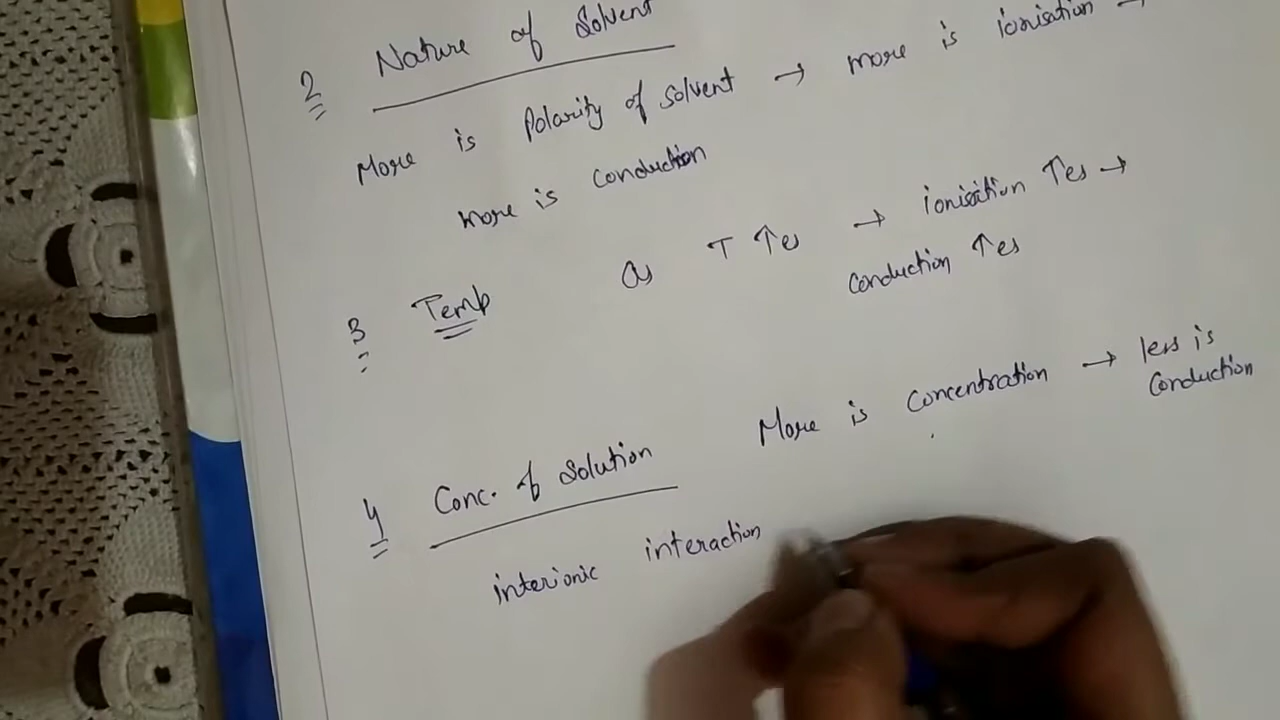 2 Nature of Solvent
More is Polarity of solvent → more is ionisation →
more is conduction
3 Temp as T ↑es → ionisation ↑es →
conduction ↑es
4 Conc. of Solution More is concentration → less is
conduction
interionic interaction